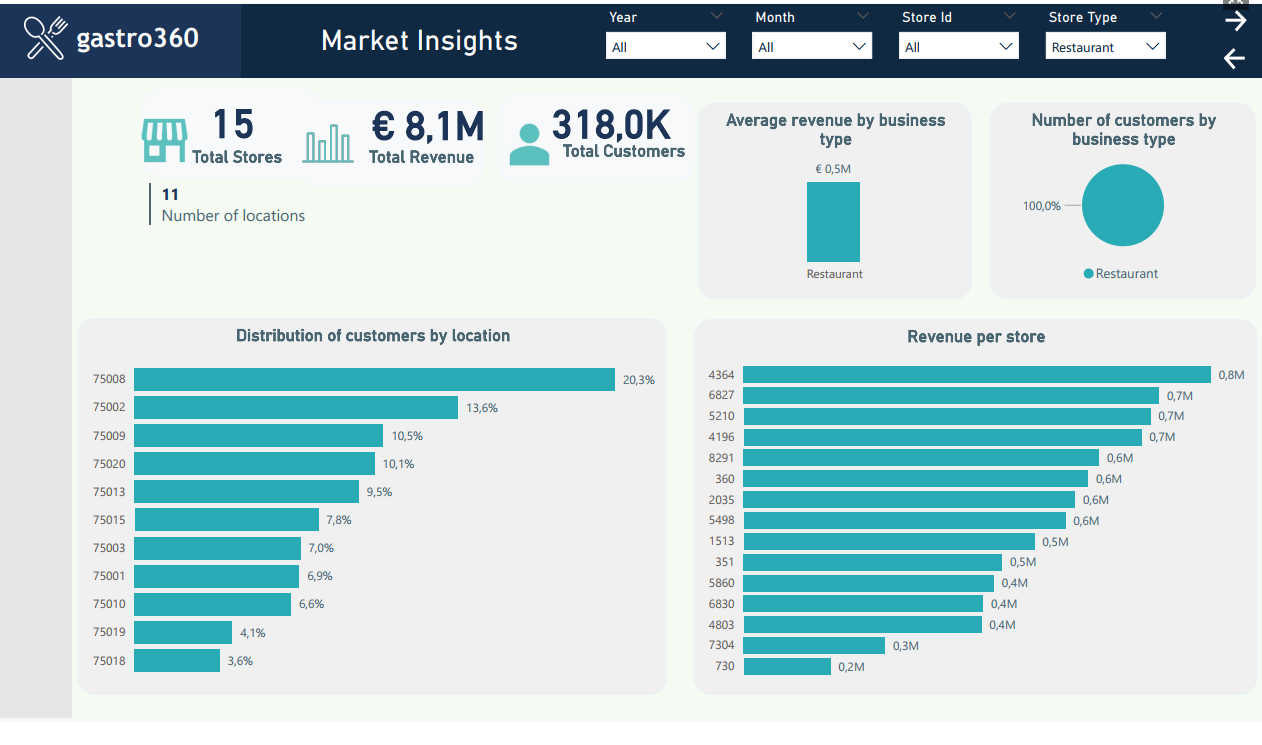 gastro360
Market Insights
Year
All
Month
All
Store Id
All
Store Type
Restaurant
15
Total Stores
€ 8,1M
Total Revenue
318,0K
Total Customers
11
Number of locations
Average revenue by business
type
€ 0,5M
Restaurant
Number of customers by
business type
100,0%
Restaurant
Distribution of customers by location
75008 20,3%
75002 13,6%
75009 10,5%
75020 10,1%
75013 9,5%
75015 7,8%
75003 7,0%
75001 6,9%
75010 6,6%
75019 4,1%
75018 3,6%
Revenue per store
4364 0,8M
6827 0,7M
5210 0,7M
4196 0,7M
8291 0,6M
360 0,6M
2035 0,6M
5498 0,6M
1513 0,5M
351 0,5M
5860 0,4M
6830 0,4M
4803 0,4M
7304 0,3M
730 0,2M